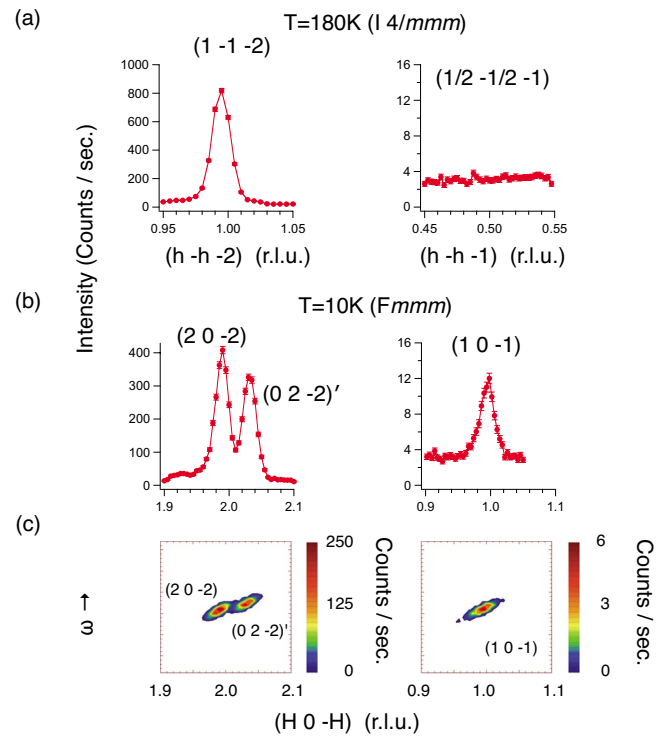 (a)
T=180K (I 4/mmm)
(1 -1 -2)
(1/2 -1/2 -1)
1000
800
600
400
200
0
0.95
1.00
1.05
(h -h -2) (r.l.u.)
16
12
8
4
0
0.45
0.50
0.55
(h -h -1) (r.l.u.)
Intensity (Counts / sec.)
(b)
T=10K (Fmmm)
(2 0 -2)
(0 2 -2)′
(1 0 -1)
400
300
200
100
0
1.9
2.0
2.1
16
12
8
4
0
0.9
1.0
1.1
(c)
ω →
(2 0 -2)
(0 2 -2)'
250
125
0
Counts / sec.
1.9
2.0
2.1
(1 0 -1)
6
3
0
Counts / sec.
0.9
1.0
1.1
(H 0 -H) (r.l.u.)